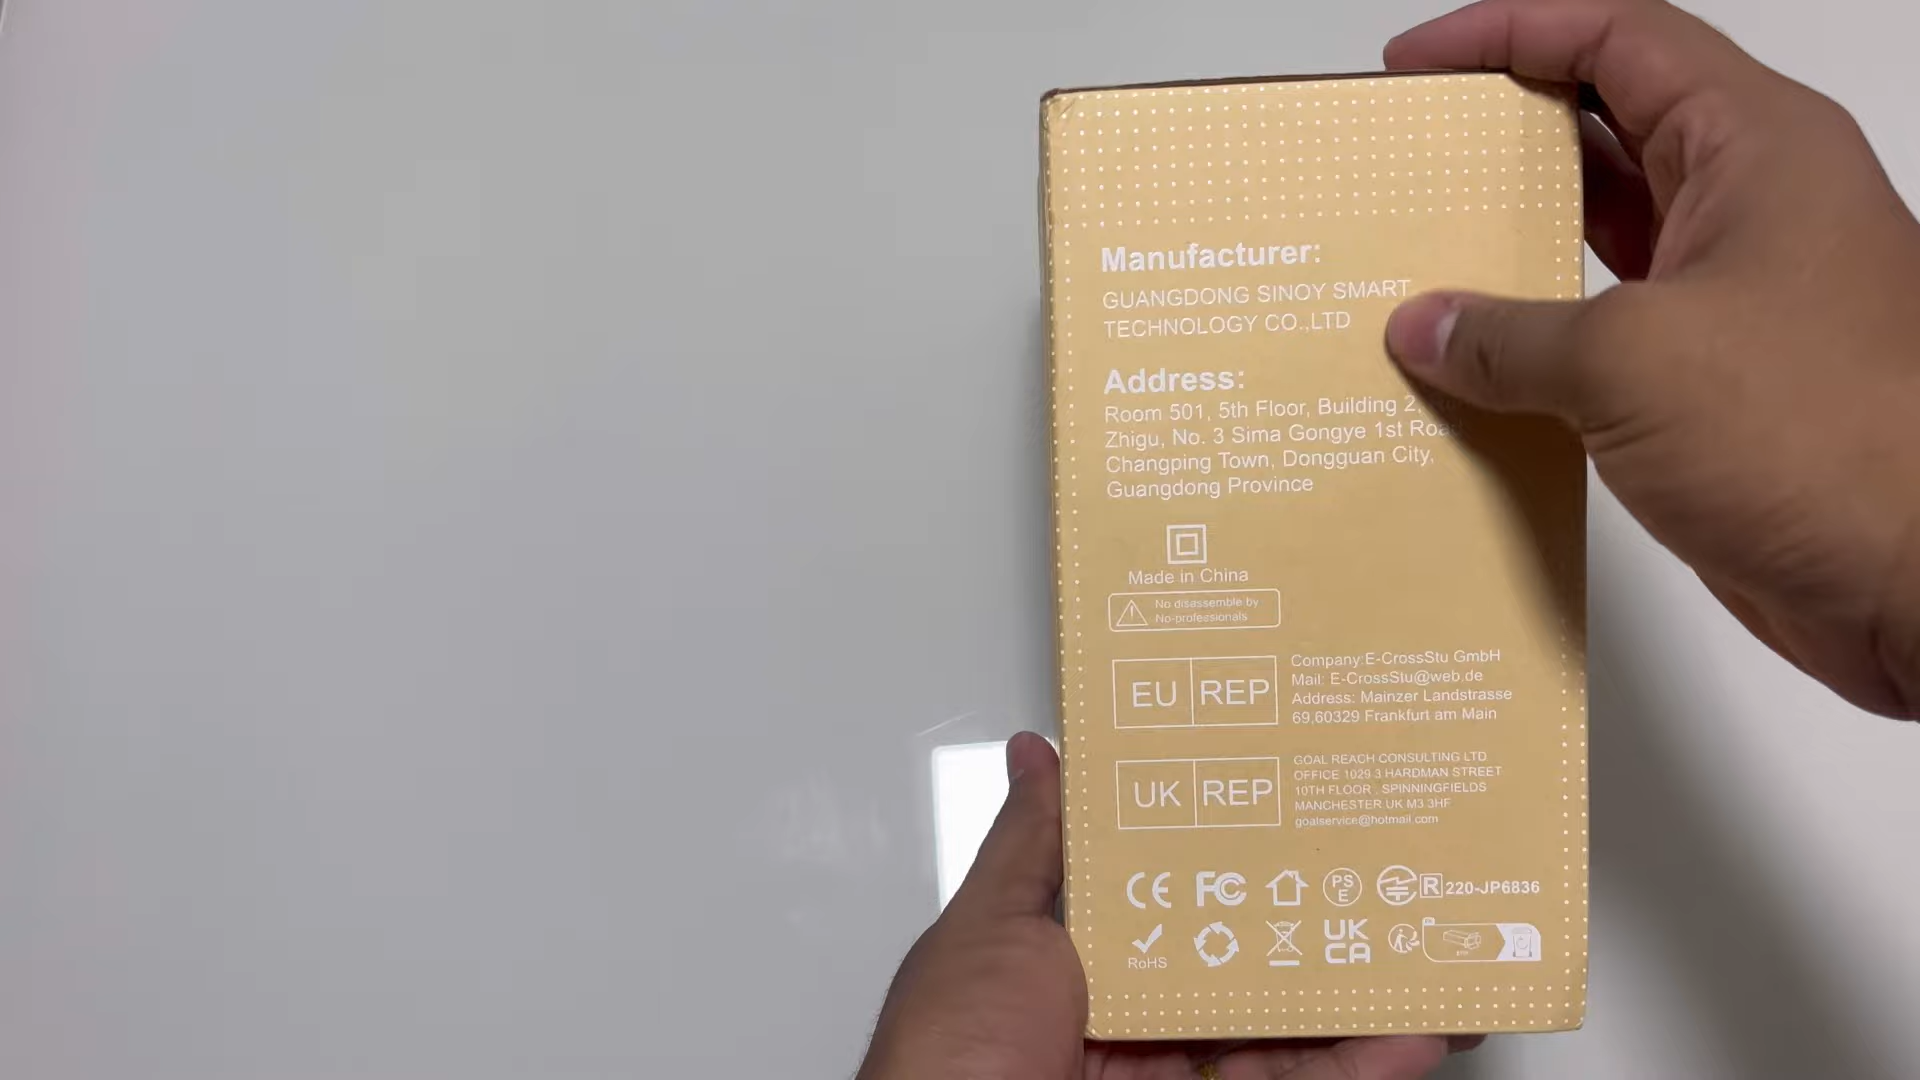 Manufacturer:
GUANGDONG SINOY SMART
TECHNOLOGY CO.,LTD
Address:
Room 501, 5th Floor, Building 2,
Zhigu, No. 3 Sima Gongye 1st Road
Changping Town, Dongguan City,
Guangdong Province
Made in China
No disassemble by
No-professionals
EU REP
Company:E-CrossStu GmbH
Mail: E-CrossStu@web.de
Address: Mainzer Landstrasse
69,60329 Frankfurt am Main
UK REP
GOAL REACH CONSULTING LTD
OFFICE 1029 3 HARDMAN STREET
10TH FLOOR , SPINNINGFIELDS
MANCHESTER UK M3 3HF
goalservice@hotmail.com
CE FC PS E R 220-JP6836
RoHS UK CA